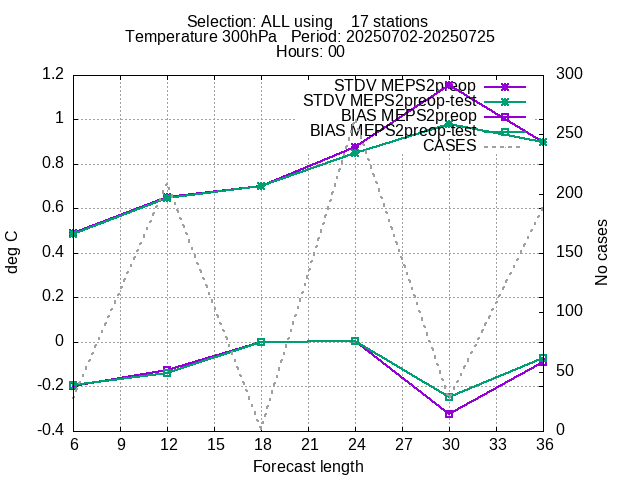 Selection: ALL using    17 stations
Temperature 300hPa   Period: 20250702-20250725
Hours: 00
STDV MEPS2preop
STDV MEPS2preop-test
BIAS MEPS2preop
BIAS MEPS2preop-test
CASES
1.2
1
0.8
0.6
0.4
0.2
0
-0.2
-0.4
deg C
300
250
200
150
100
50
0
No cases
6 9 12 15 18 21 24 27 30 33 36
Forecast length